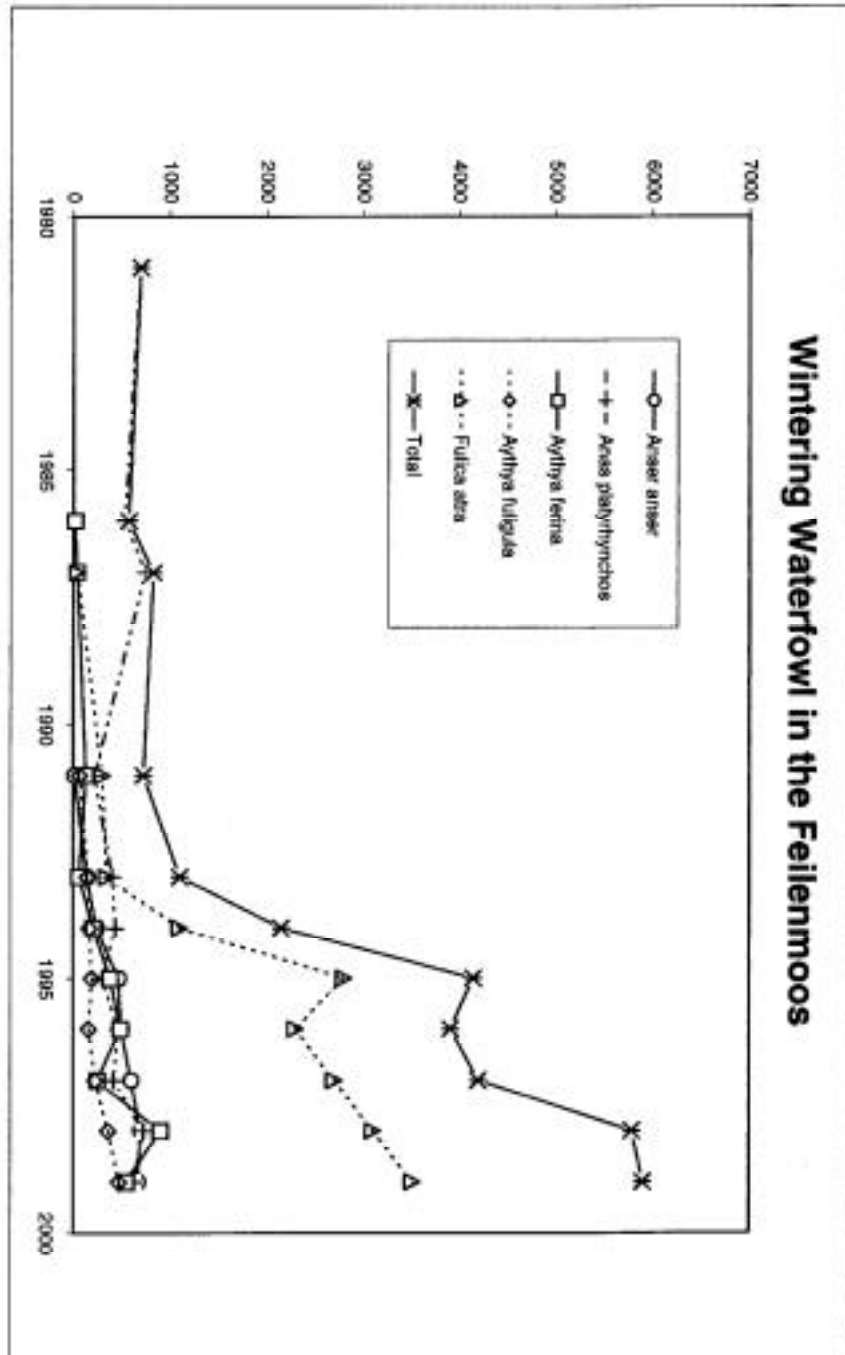 Wintering Waterfowl in the Feilenmoos
7000
6000
5000
4000
3000
2000
1000
0
1980
1985
1990
1995
2000
Anser anser
Anas platyrhynchos
Aythya ferina
Aythya fuligula
Fulica atra
Total